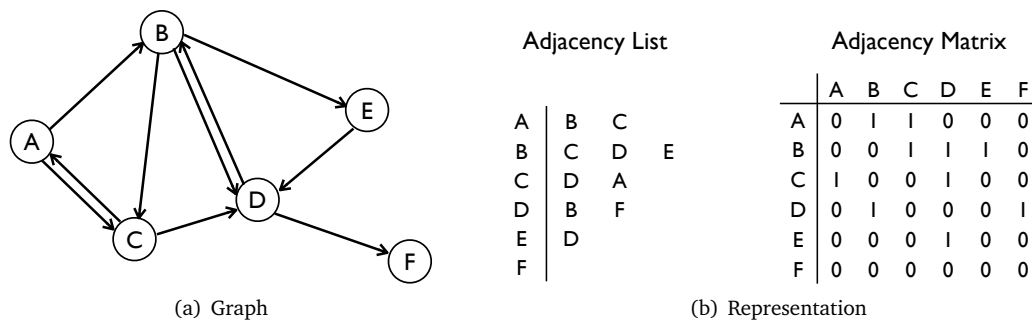 B
E
A
D
C
F
(a) Graph
Adjacency List
A B C
B C D E
C D A
D B F
E D
F
Adjacency Matrix
A B C D E F
A 0 1 1 0 0 0
B 0 0 1 1 1 0
C 1 0 0 1 0 0
D 0 1 0 0 0 1
E 0 0 0 1 0 0
F 0 0 0 0 0 0
(b) Representation